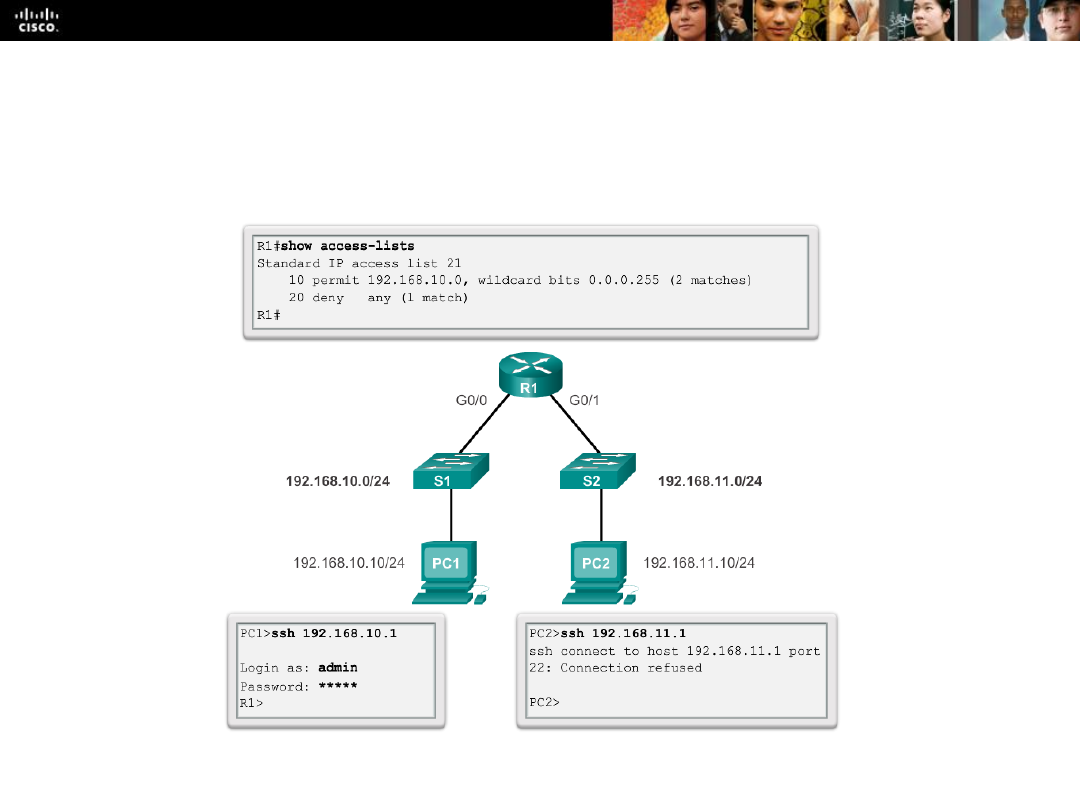 CISCO.
R1#show access-lists
Standard IP access list 21
10 permit 192.168.10.0, wildcard bits 0.0.0.255 (2 matches)
20 deny any (1 match)
R1#
R1
G0/0
G0/1
192.168.10.0/24
S1
S2
192.168.11.0/24
192.168.10.10/24
PC1
PC2
192.168.11.10/24
PC1>ssh 192.168.10.1
Login as: admin
Password: *****
R1>
PC2>ssh 192.168.11.1
ssh connect to host 192.168.11.1 port
22: Connection refused
PC2>